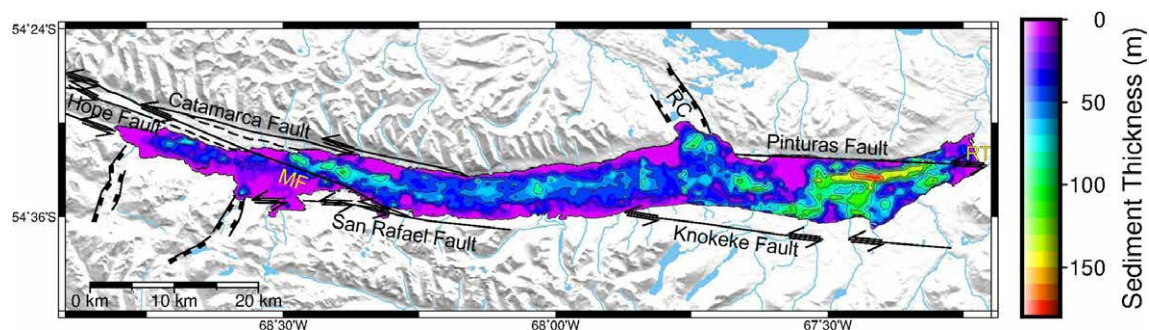 54˚24'S
54˚36'S
Hope Fault
Catamarca Fault
MF
San Rafael Fault
RC
Pinturas Fault
RT
Knokeke Fault
0 km 10 km 20 km
68˚30'W
68˚00'W
67˚30'W
0
50
100
150
Sediment Thickness (m)